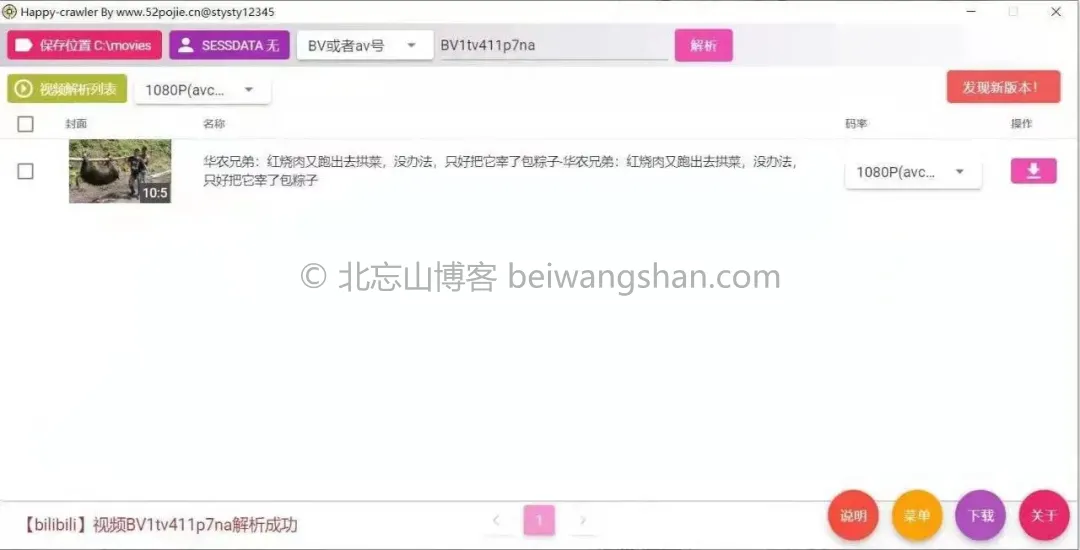 Happy-crawler By www.52pojie.cn@stysty12345
保存位置 C:\movies
SESSDATA 无
BV或者av号
BV1tv411p7na
解析
视频解析列表
1080P(avc...
发现新版本!
封面
名称
码率
操作
10:5
华农兄弟：红烧肉又跑出去拱菜，没办法，只好把它宰了包粽子-华农兄弟：红烧肉又跑出去拱菜，没办法，
只好把它宰了包粽子
1080P(avc...
© 北忘山博客 beiwangshan.com
【bilibili】视频BV1tv411p7na解析成功
1
说明
菜单
下载
关于